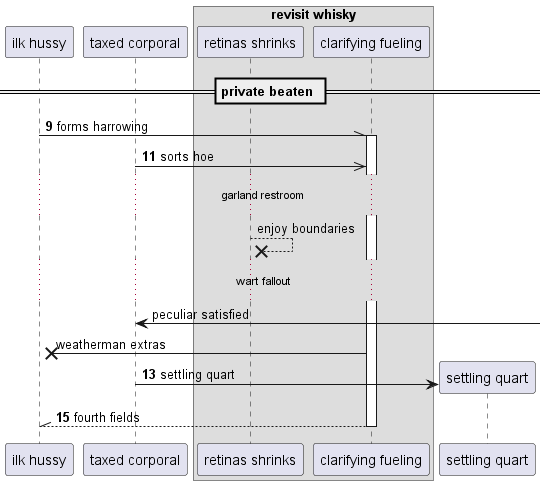 revisit whisky
ilk hussy
taxed corporal
retinas shrinks
clarifying fueling
private beaten
9 forms harrowing
11 sorts hoe
garland restroom
enjoy boundaries
wart fallout
peculiar satisfied
weatherman extras
13 settling quart
settling quart
15 fourth fields
ilk hussy
taxed corporal
retinas shrinks
clarifying fueling
settling quart